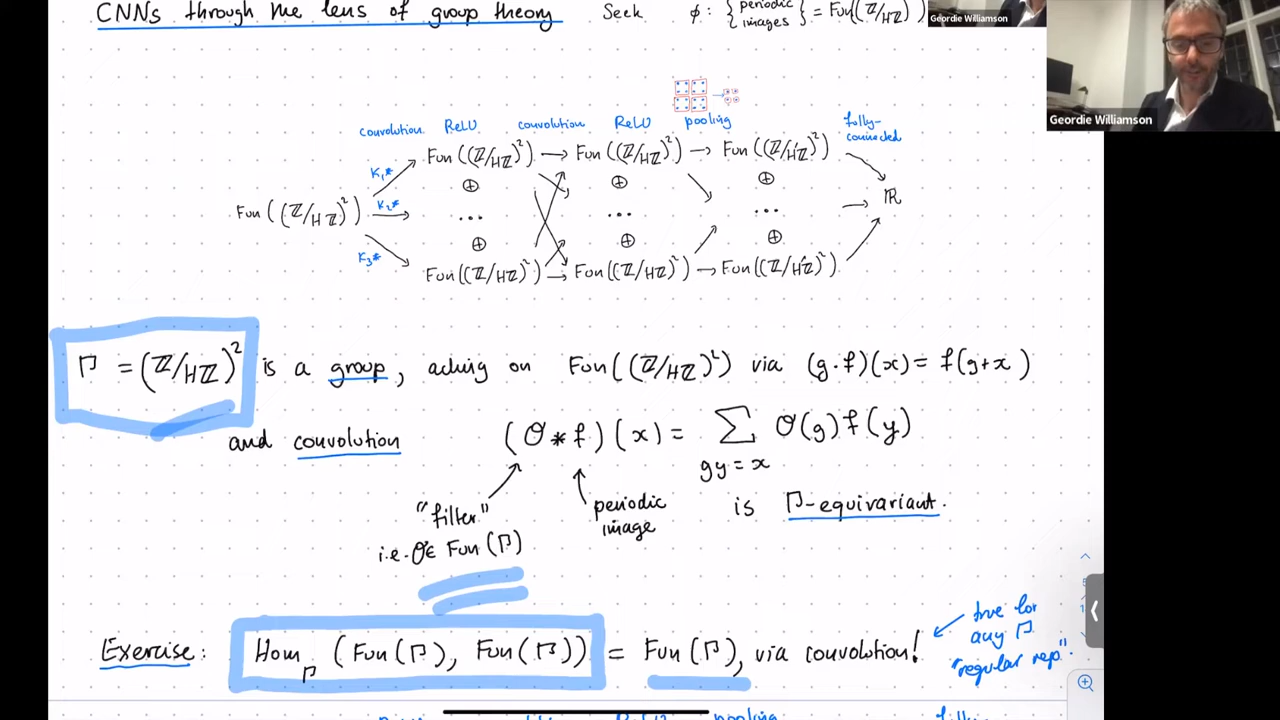 CNNs through the lens of group theory Seek φ: {periodic images} = Fun((ℤ/Hℤ)²)
Geordie Williamson
Geordie Williamson
convolution ReLU convolution ReLU pooling fully-connected
Fun((ℤ/Hℤ)²) → Fun((ℤ/Hℤ)²) → Fun((ℤ/H'ℤ)²)
K₁*
⊕ ⊕ ⊕
Fun((ℤ/Hℤ)²) K₂* ... ... ... → ℝ
⊕ ⊕ ⊕
K₃*
Fun((ℤ/Hℤ)²) → Fun((ℤ/Hℤ)²) → Fun((ℤ/H'ℤ)²)
Γ = (ℤ/Hℤ)² is a group, acting on Fun((ℤ/Hℤ)²) via (g·f)(x) = f(g+x)
and convolution (σ * f)(x) = Σ σ(g) f(y)
gy = x
"filter"
i.e. σ ∈ Fun(Γ)
periodic
image
is Γ-equivariant.
Exercise: Hom_Γ (Fun(Γ), Fun(Γ)) = Fun(Γ), via convolution!
true for
any Γ
"regular rep".
ReLU pooling